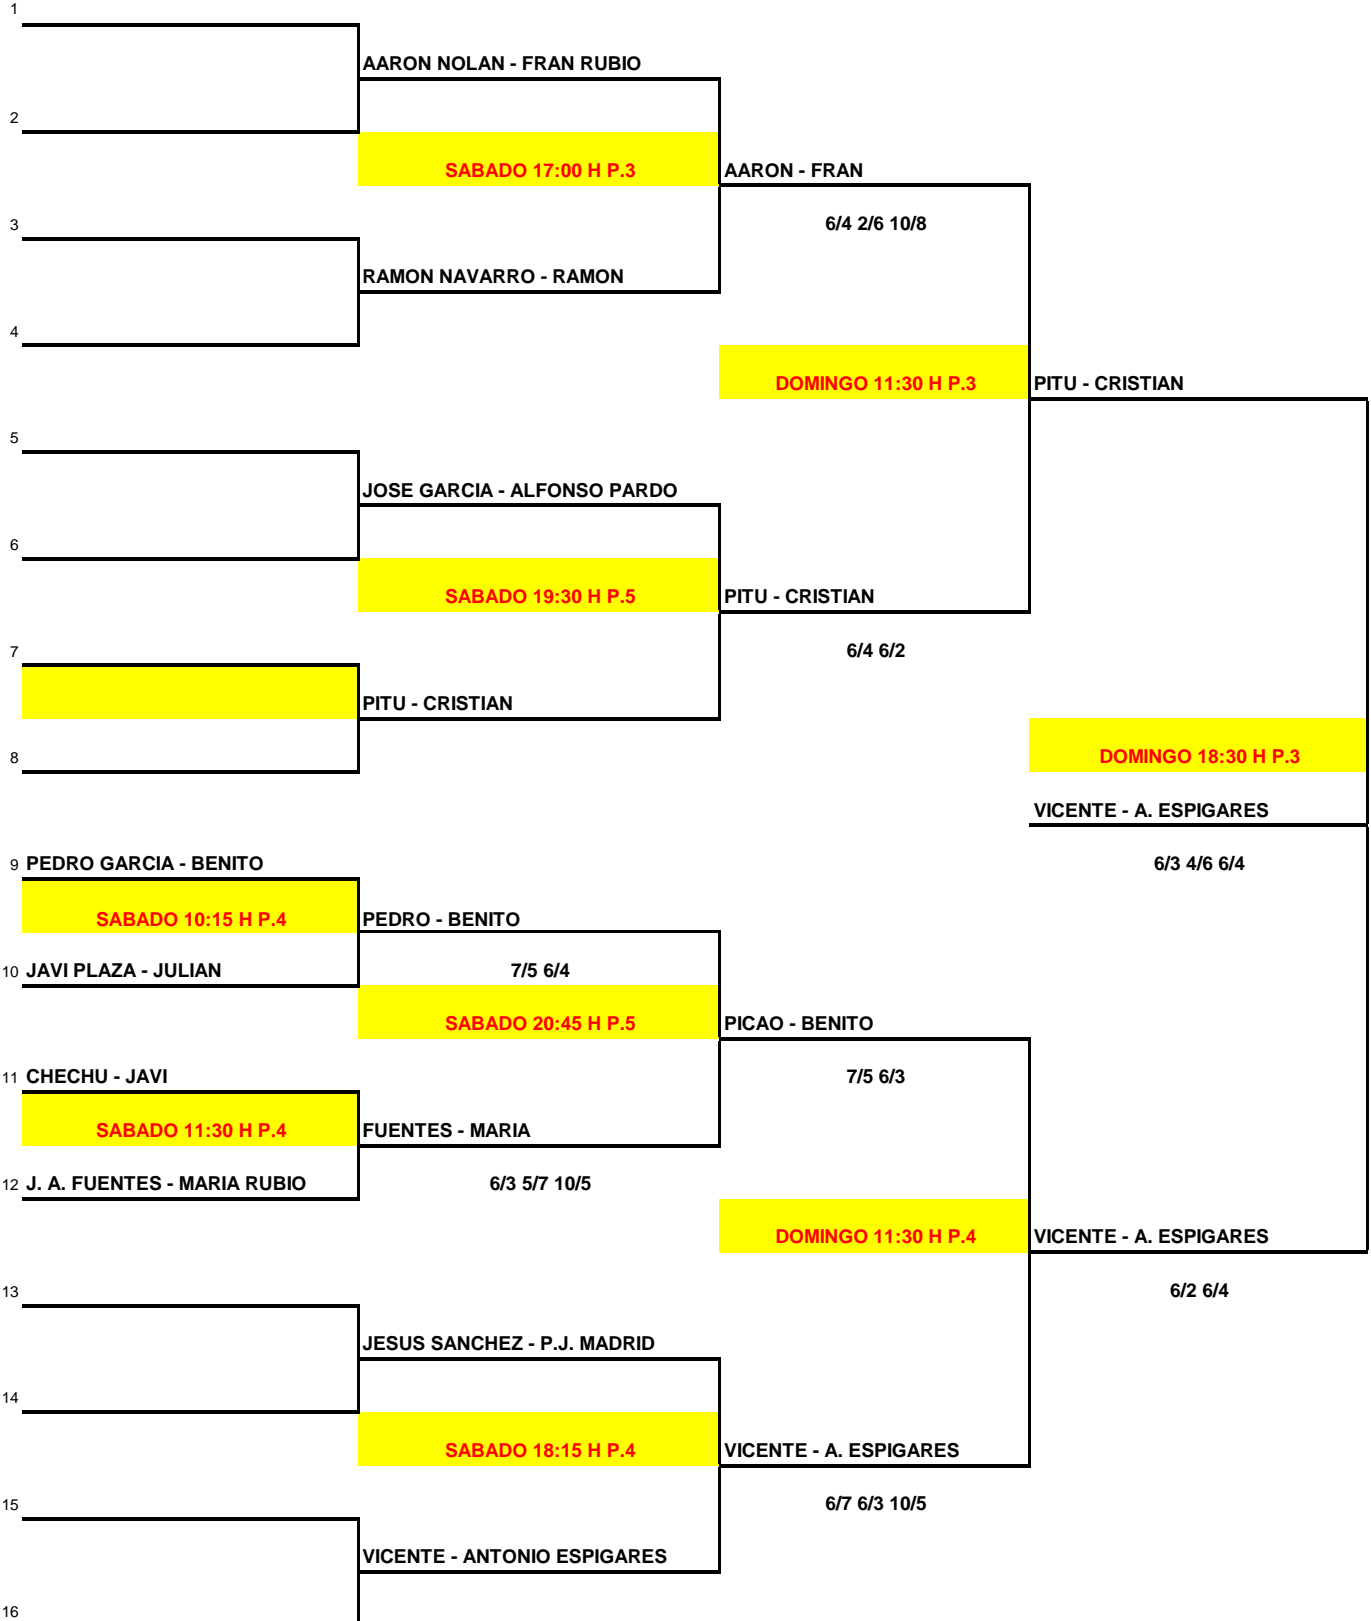 1
AARON NOLAN - FRAN RUBIO
2
SABADO 17:00 H P.3
AARON - FRAN
3
6/4 2/6 10/8
RAMON NAVARRO - RAMON
4
DOMINGO 11:30 H P.3
PITU - CRISTIAN
5
JOSE GARCIA - ALFONSO PARDO
6
SABADO 19:30 H P.5
PITU - CRISTIAN
7
6/4 6/2
PITU - CRISTIAN
8
DOMINGO 18:30 H P.3
VICENTE - A. ESPIGARES
9 PEDRO GARCIA - BENITO
6/3 4/6 6/4
SABADO 10:15 H P.4
PEDRO - BENITO
10 JAVI PLAZA - JULIAN
7/5 6/4
SABADO 20:45 H P.5
PICAO - BENITO
11 CHECHU - JAVI
7/5 6/3
SABADO 11:30 H P.4
FUENTES - MARIA
12 J. A. FUENTES - MARIA RUBIO
6/3 5/7 10/5
DOMINGO 11:30 H P.4
VICENTE - A. ESPIGARES
13
6/2 6/4
JESUS SANCHEZ - P.J. MADRID
14
SABADO 18:15 H P.4
VICENTE - A. ESPIGARES
15
6/7 6/3 10/5
VICENTE - ANTONIO ESPIGARES
16